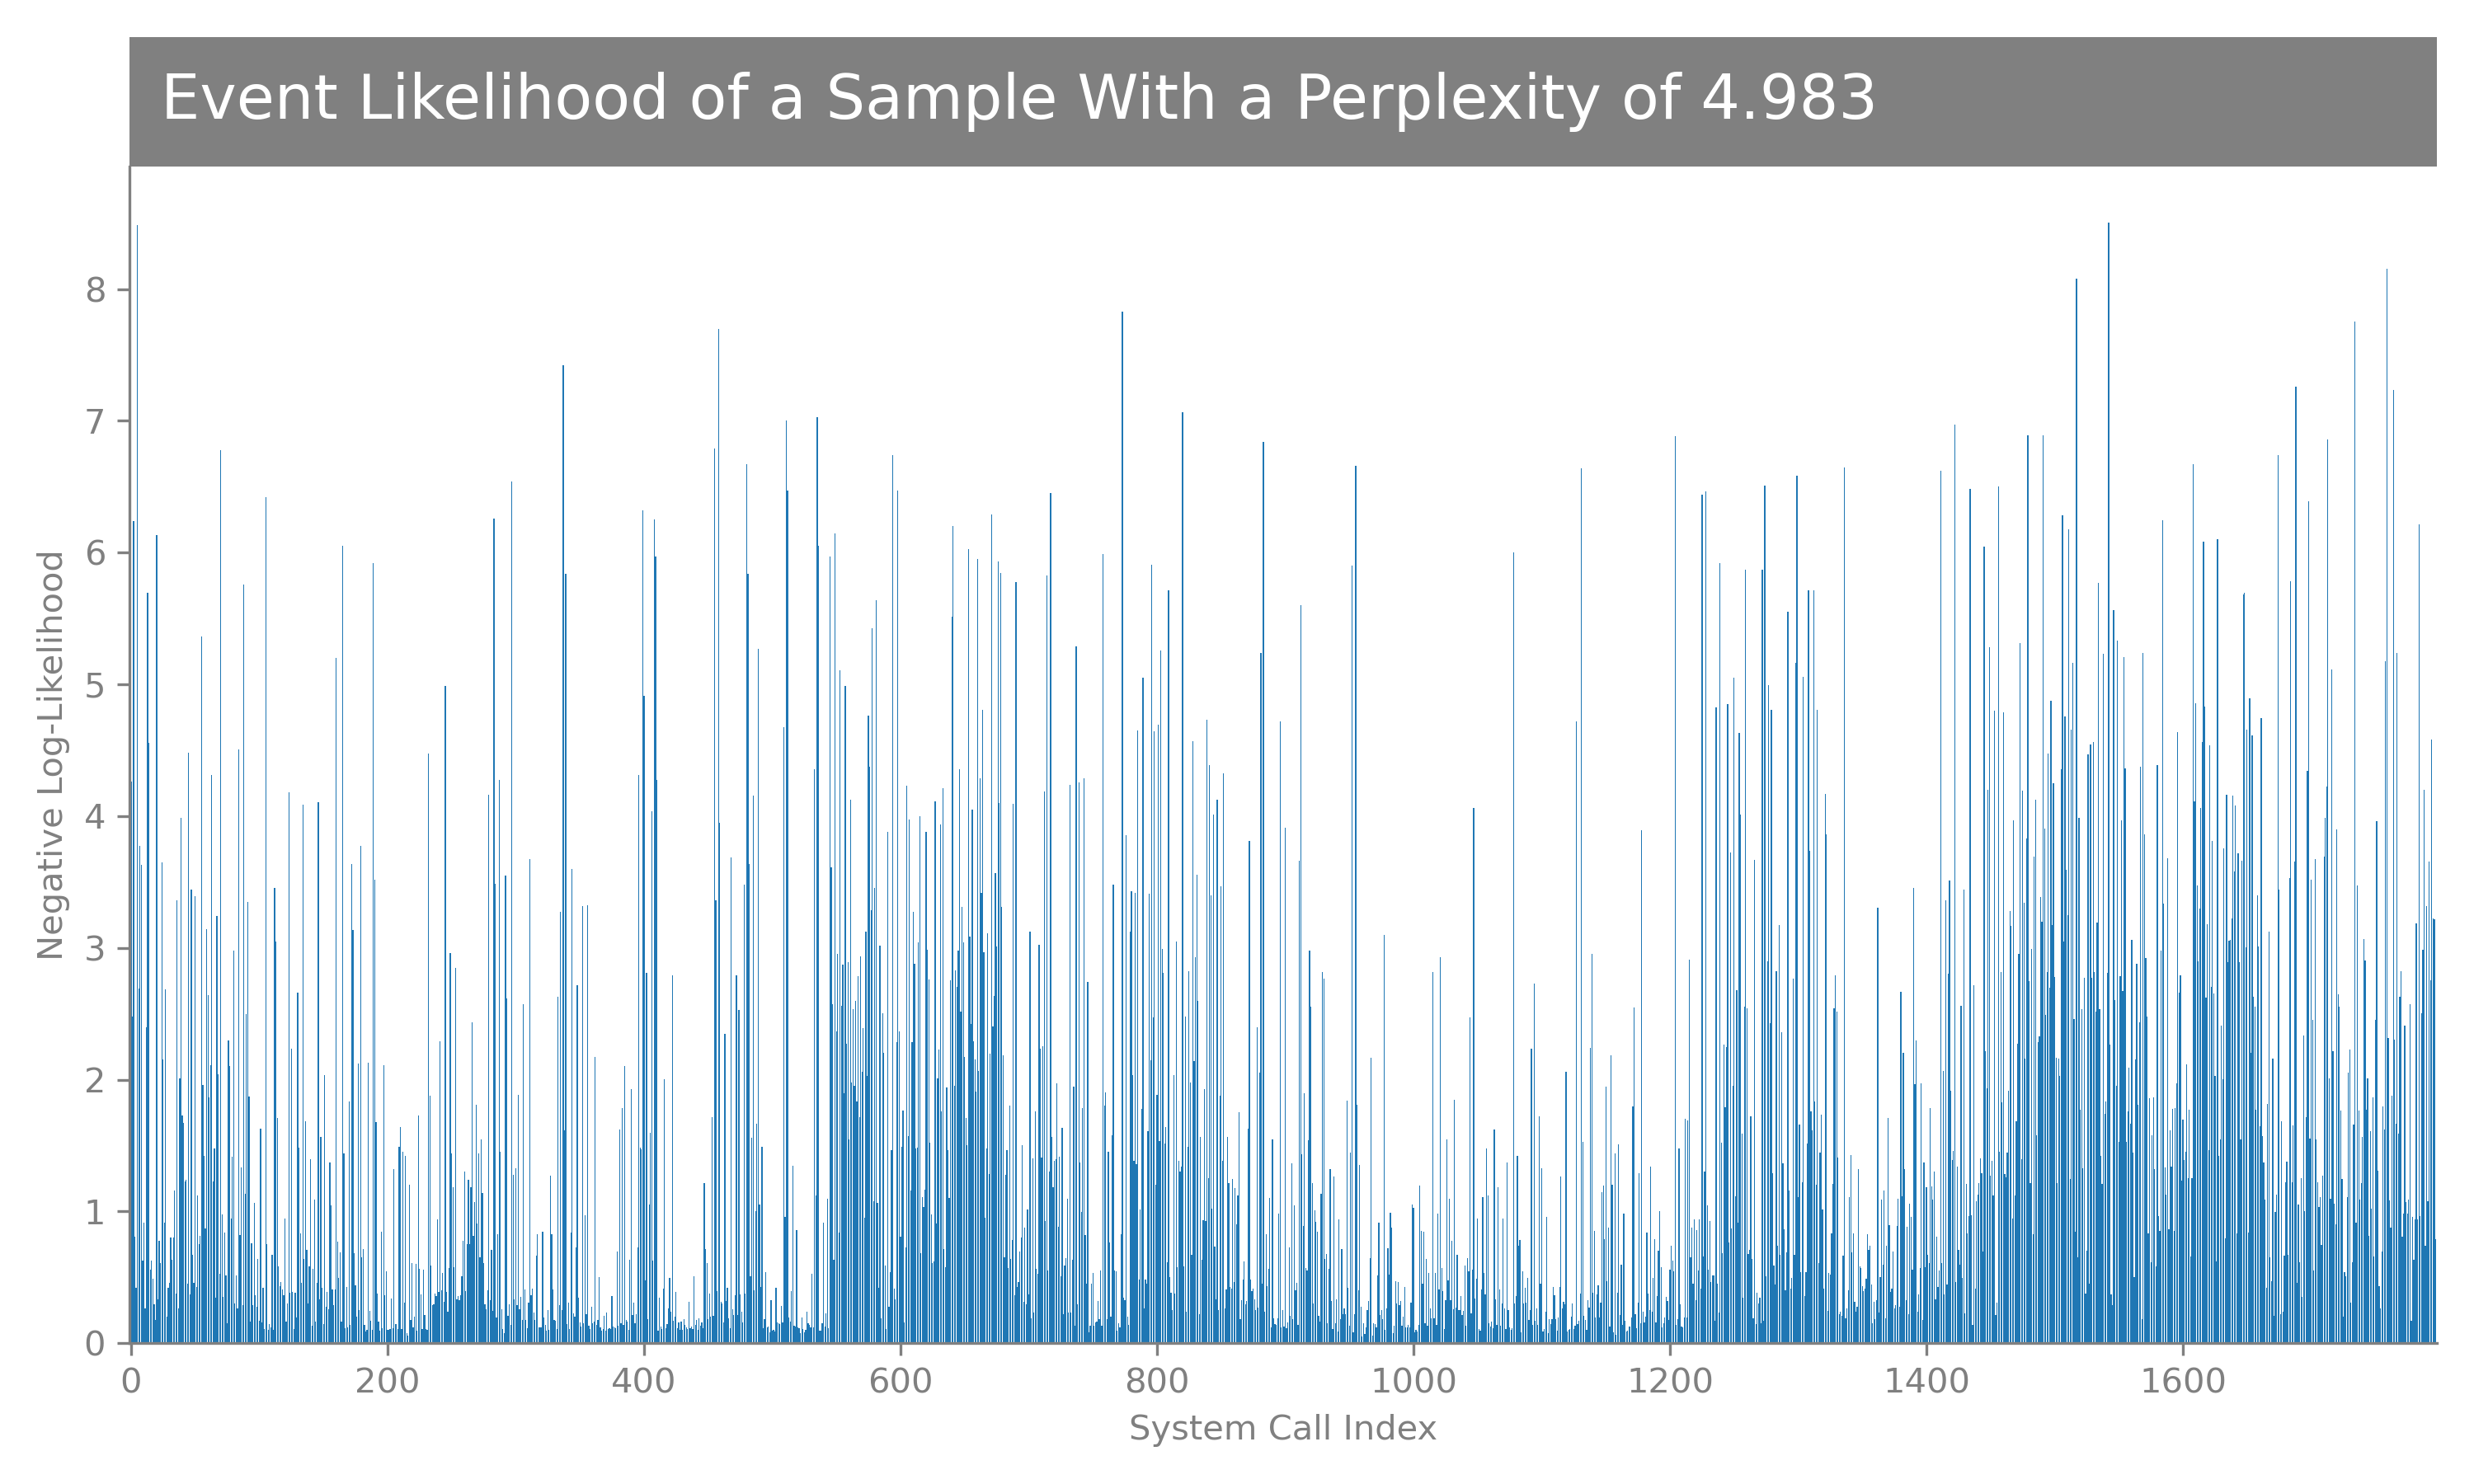 Event Likelihood of a Sample With a Perplexity of 4.983
Negative Log-Likelihood
8
7
6
5
4
3
2
1
0
0 200 400 600 800 1000 1200 1400 1600
System Call Index